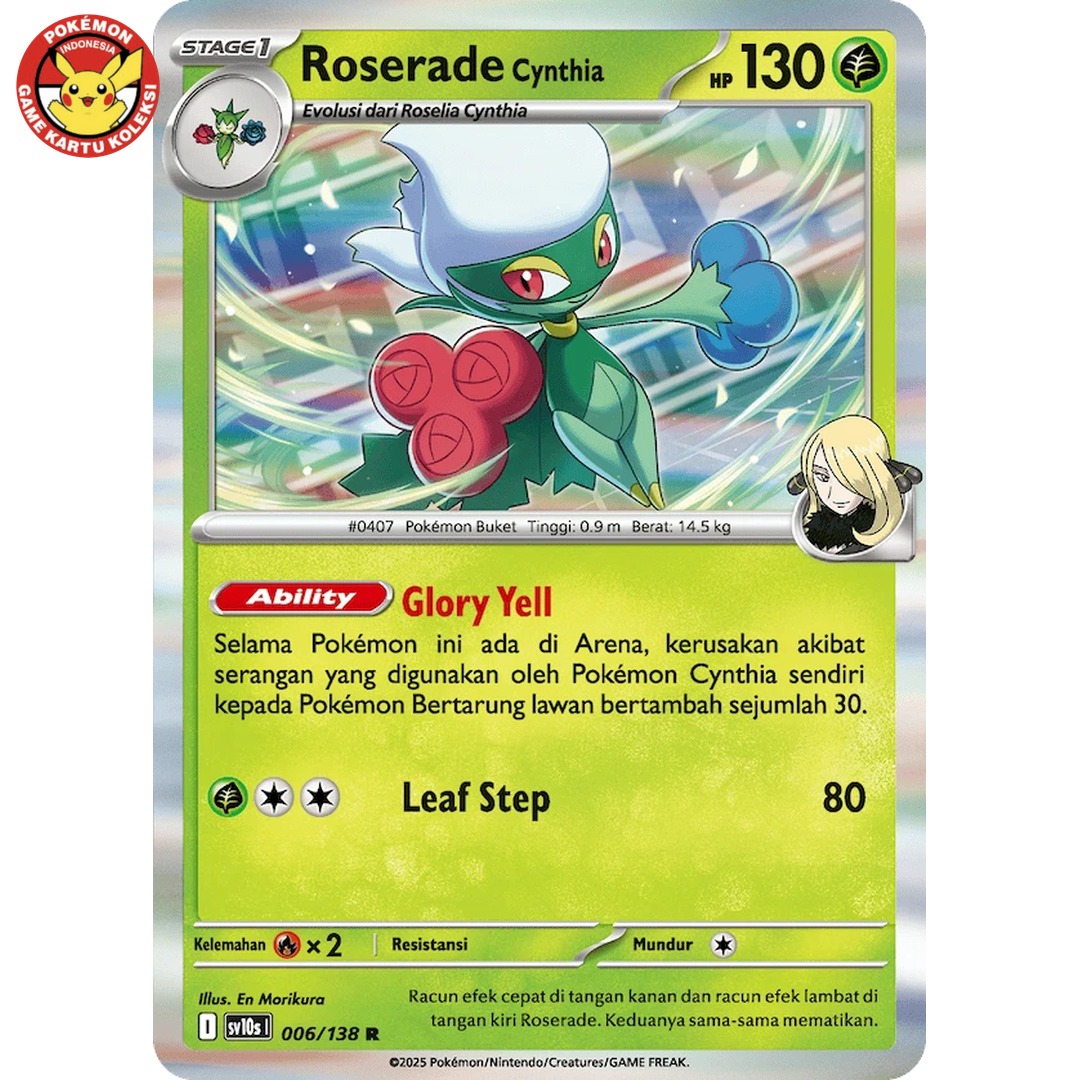 POKÉMON
INDONESIA
GAME KARTU KOLEKSI
STAGE 1
Roserade Cynthia
HP 130
Evolusi dari Roselia Cynthia
#0407 Pokémon Buket Tinggi: 0.9 m Berat: 14.5 kg
Ability Glory Yell
Selama Pokémon ini ada di Arena, kerusakan akibat
serangan yang digunakan oleh Pokémon Cynthia sendiri
kepada Pokémon Bertarung lawan bertambah sejumlah 30.
Leaf Step 80
Kelemahan ×2 Resistansi Mundur
Illus. En Morikura
Racun efek cepat di tangan kanan dan racun efek lambat di
tangan kiri Roserade. Keduanya sama-sama mematikan.
I sv10s I 006/138 R
©2025 Pokémon/Nintendo/Creatures/GAME FREAK.